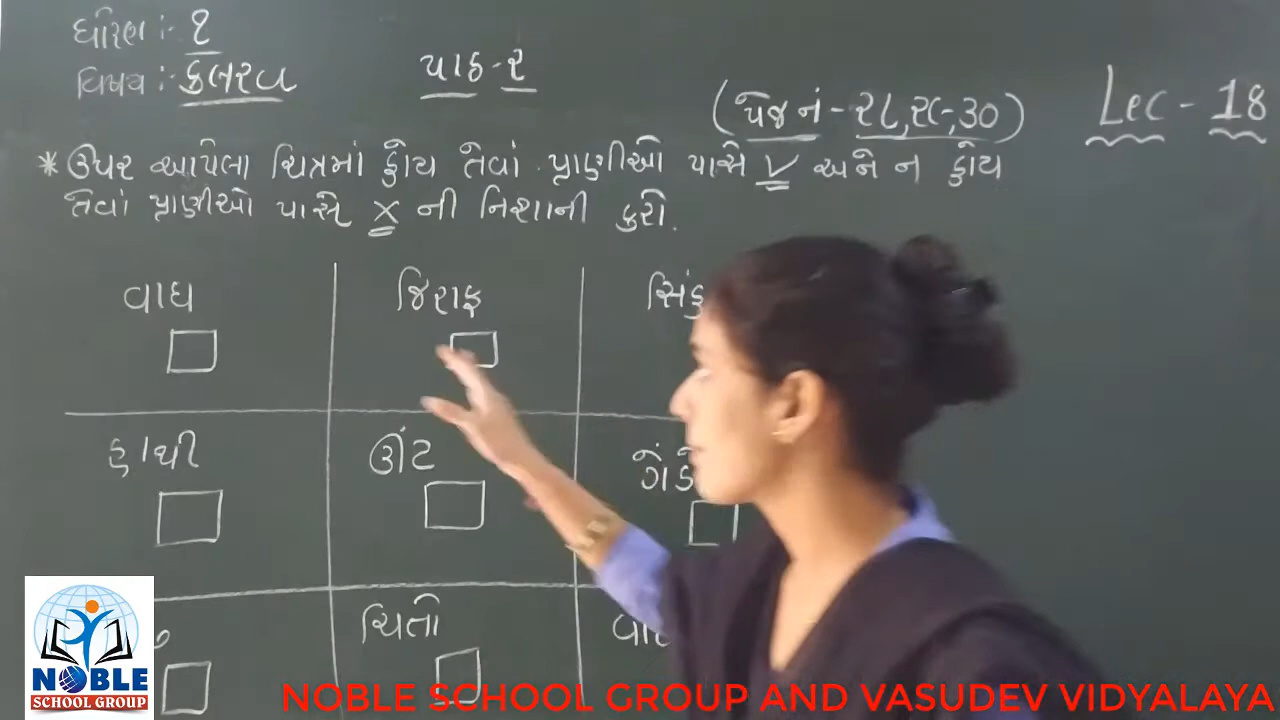 ધોરણ :- ૧
વિષય :- કલરવ
પાઠ - ૨
(પેજ નં - ૨૮,૨૯,૩૦)
Lec - 18
* ઉપર આપેલા ચિત્રમાં હોય તેવાં પ્રાણીઓ પાસે ✓ અને ન હોય
તેવાં પ્રાણીઓ પાસે × ની નિશાની કરો.
વાઘ
જિરાફ
હાથી
ઊંટ
ચિતો
NOBLE
SCHOOL GROUP
NOBLE SCHOOL GROUP AND VASUDEV VIDYALAYA